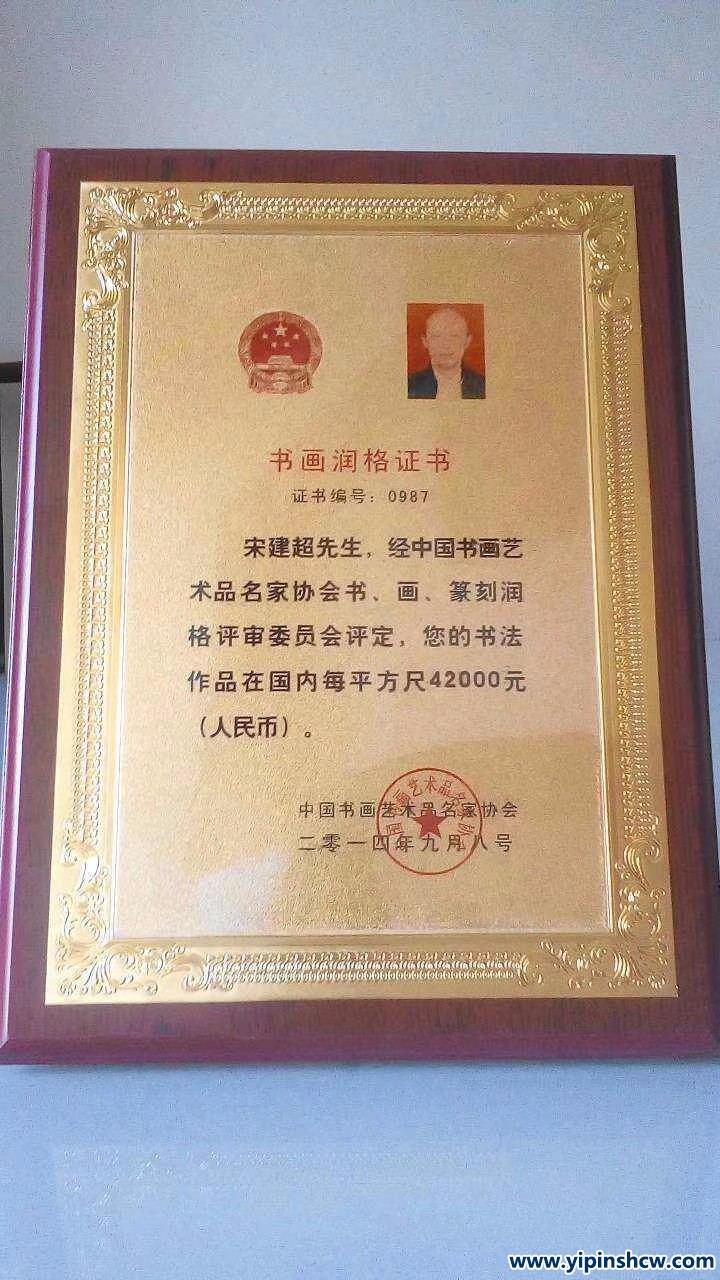 书画润格证书
证书编号：0987
宋建超先生，经中国书画艺
术品名家协会书、画、篆刻润
格评审委员会评定，您的书法
作品在国内每平方尺42000元
（人民币）。
中国书画艺术品名家协会
二零一四年九月八号
www.yipinshcw.com